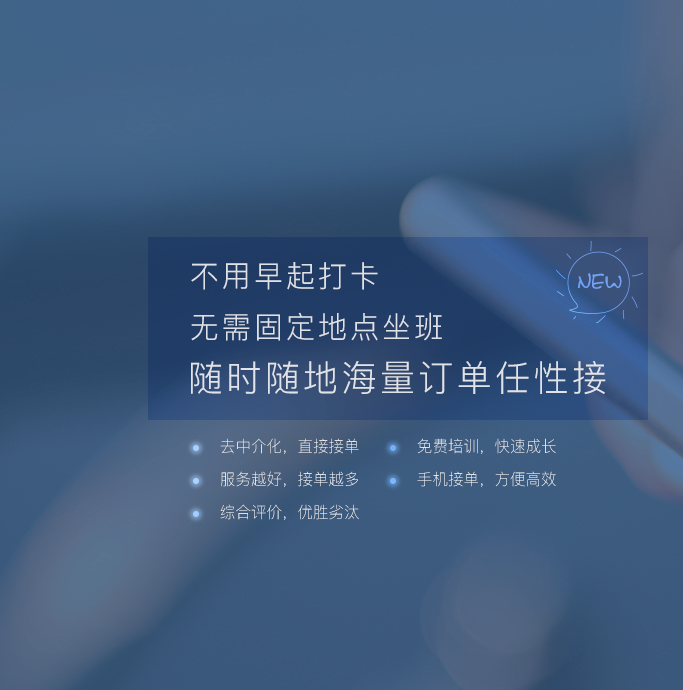 不用早起打卡
NEW
无需固定地点坐班
随时随地海量订单任性接
去中介化，直接接单
免费培训，快速成长
服务越好，接单越多
手机接单，方便高效
综合评价，优胜劣汰